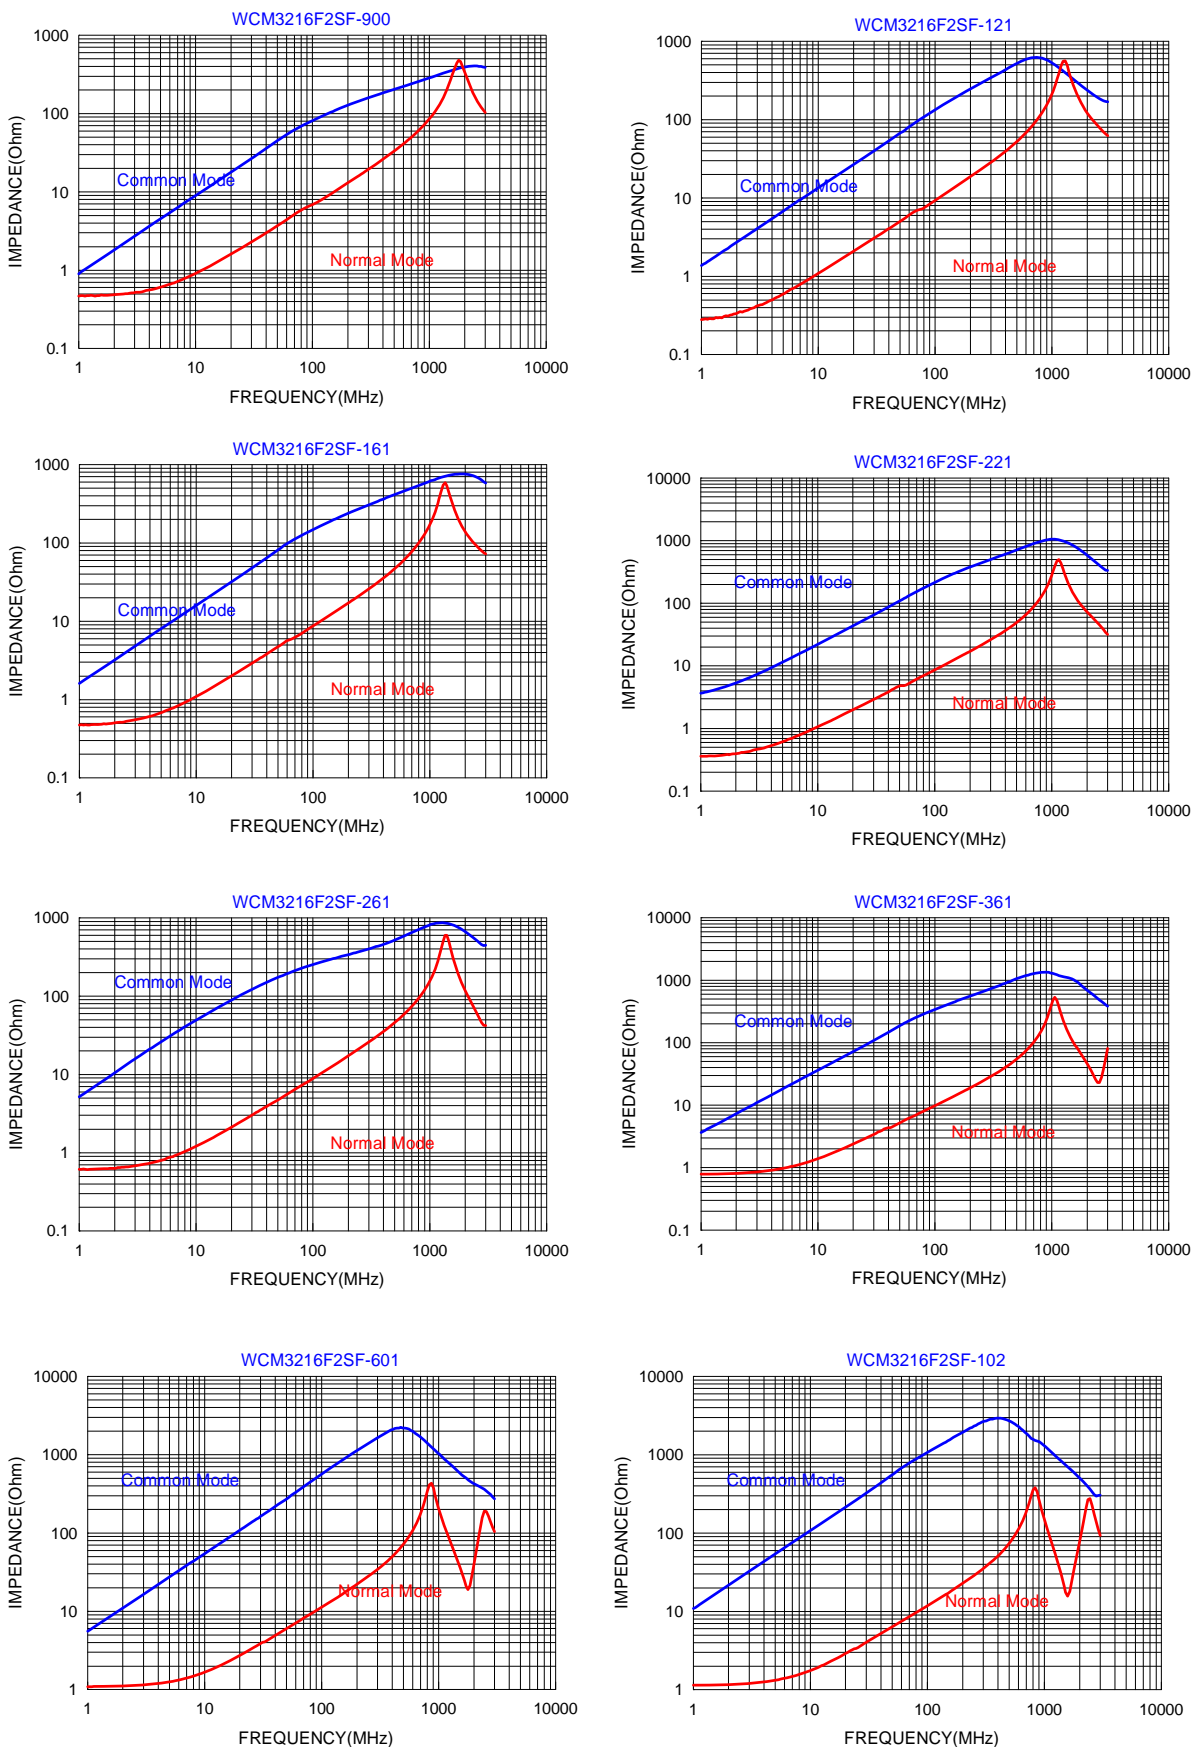 WCM3216F2SF-900
1000
100
10
1
0.1
IMPEDANCE(Ohm)
Common Mode
Normal Mode
1 10 100 1000 10000
FREQUENCY(MHz)
WCM3216F2SF-121
1000
100
10
1
0.1
IMPEDANCE(Ohm)
Common Mode
Normal Mode
1 10 100 1000 10000
FREQUENCY(MHz)
WCM3216F2SF-161
1000
100
10
1
0.1
IMPEDANCE(Ohm)
Common Mode
Normal Mode
1 10 100 1000 10000
FREQUENCY(MHz)
WCM3216F2SF-221
10000
1000
100
10
1
0.1
IMPEDANCE(Ohm)
Common Mode
Normal Mode
1 10 100 1000 10000
FREQUENCY(MHz)
WCM3216F2SF-261
1000
100
10
1
0.1
IMPEDANCE(Ohm)
Common Mode
Normal Mode
1 10 100 1000 10000
FREQUENCY(MHz)
WCM3216F2SF-361
10000
1000
100
10
1
0.1
IMPEDANCE(Ohm)
Common Mode
Normal Mode
1 10 100 1000 10000
FREQUENCY(MHz)
WCM3216F2SF-601
10000
1000
100
10
1
IMPEDANCE(Ohm)
Common Mode
Normal Mode
1 10 100 1000 10000
FREQUENCY(MHz)
WCM3216F2SF-102
10000
1000
100
10
1
IMPEDANCE(Ohm)
Common Mode
Normal Mode
1 10 100 1000 10000
FREQUENCY(MHz)